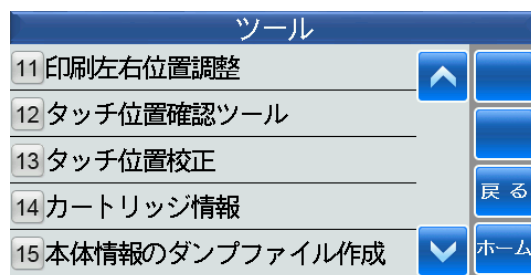 ツール
11 印刷左右位置調整
12 タッチ位置確認ツール
13 タッチ位置校正
14 カートリッジ情報
15 本体情報のダンプファイル作成
戻る
ホーム